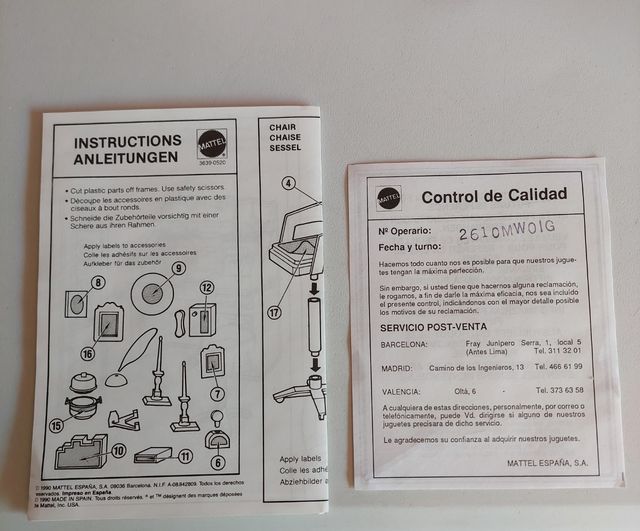 INSTRUCTIONS
ANLEITUNGEN
MATTEL
3639-0520
• Cut plastic parts off frames. Use safety scissors.
• Découpe les accessoires en plastique avec des
ciseaux à bout ronds.
• Schneide die Zubehörteile vorsichtig mit einer
Schere aus ihren Rahmen.
Apply labels to accessories
Colle les adhésifs sur les accessoires
Aufkleber für das zubehör
8
9
12
16
7
15
10
11
6
© 1990 MATTEL ESPAÑA, S.A. 08036 Barcelona. N.I.F. A-08.842809. Todos los derechos
reservados. Impreso en España.
© 1990 MADE IN SPAIN. Tous droits réservés. ® et ™ désignent des marques déposées
de Mattel, Inc. USA.
CHAIR
CHAISE
SESSEL
4
17
Apply labels
Colle les adhé
Abziehbilder a
MATTEL
Control de Calidad
Nº Operario: 2610MW01G
Fecha y turno:
Hacemos todo cuanto nos es posible para que nuestros jugue-
tes tengan la máxima perfección.
Sin embargo, si usted tiene que hacernos alguna reclamación,
le rogamos, a fin de darle la máxima eficacia, nos sea incluido
el presente control, indicándonos con el mayor detalle posible
los motivos de su reclamación.
SERVICIO POST-VENTA
BARCELONA: Fray Junípero Serra, 1, local 5
(Antes Lima) Tel. 311 32 01
MADRID: Camino de los Ingenieros, 13 Tel. 466 61 99
VALENCIA: Oltà, 6 - Tel. 373 63 58
A cualquiera de estas direcciones, personalmente, por correo o
telefónicamente, puede Vd. dirigirse si alguno de nuestros
juguetes precisara de dicho servicio.
Le agradecemos su confianza al adquirir nuestros juguetes.
MATTEL ESPAÑA, S.A.